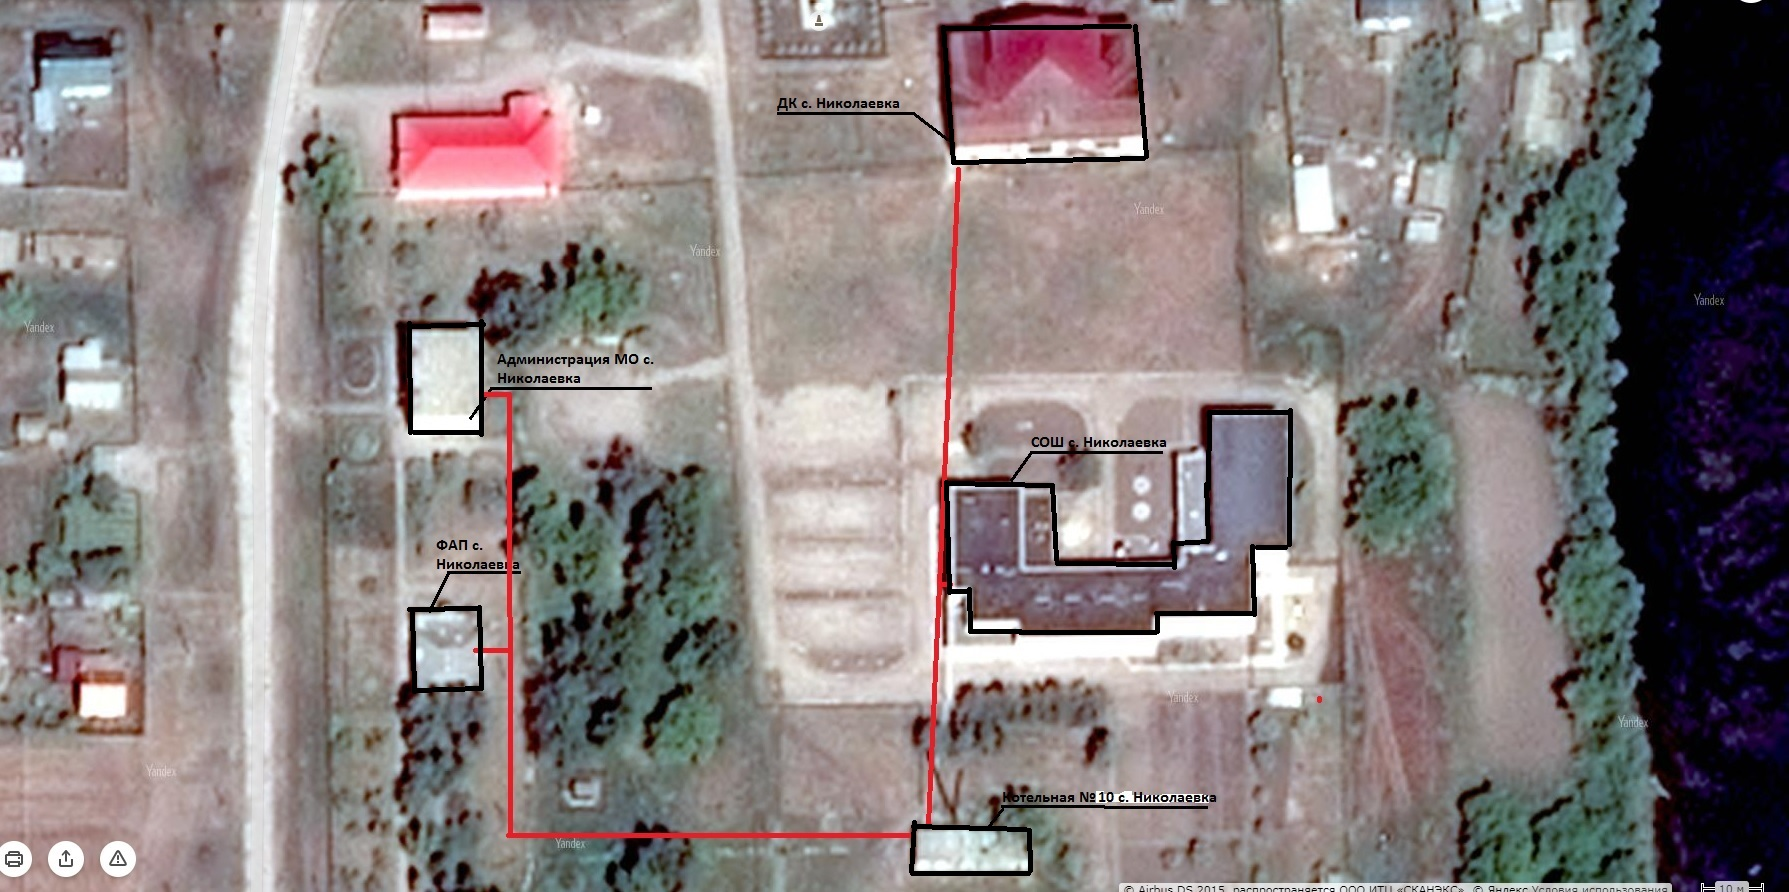 ДК с. Николаевка
Yandex
Yandex
Yandex
Yandex
Администрация МО с.
Николаевка
СОШ с. Николаевка
ФАП с.
Николаевка
Yandex
Yandex
Yandex
Котельная №10 с. Николаевка
Yandex
© Airbus DS 2015, распространяется ООО ИТЦ «СКАНЭКС», © Яндекс Условия использования
10 м